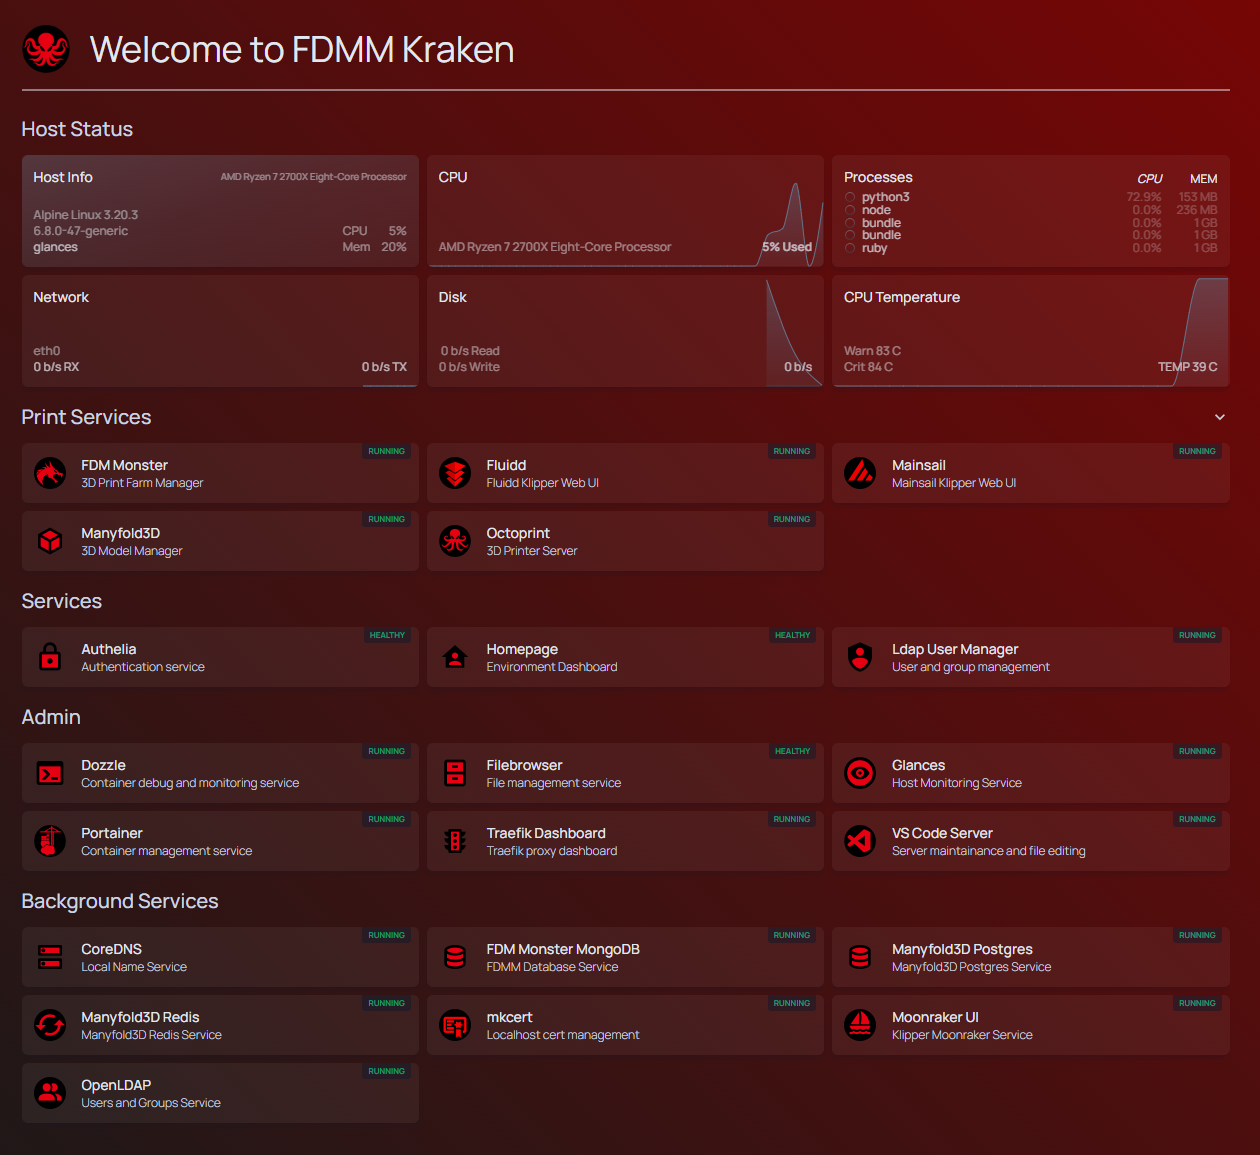 Welcome to FDMM Kraken
Host Status
Host Info AMD Ryzen 7 2700X Eight-Core Processor
Alpine Linux 3.20.3
6.8.0-47-generic CPU 5%
glances Mem 20%
CPU
AMD Ryzen 7 2700X Eight-Core Processor 5% Used
Processes CPU MEM
python3 72.9% 153 MB
node 0.0% 236 MB
bundle 0.0% 1 GB
bundle 0.0% 1 GB
ruby 0.0% 1 GB
Network
eth0
0 b/s RX 0 b/s TX
Disk
0 b/s Read
0 b/s Write 0 b/s
CPU Temperature
Warn 83 C
Crit 84 C TEMP 39 C
Print Services
RUNNING
FDM Monster
3D Print Farm Manager
RUNNING
Fluidd
Fluidd Klipper Web UI
RUNNING
Mainsail
Mainsail Klipper Web UI
RUNNING
Manyfold3D
3D Model Manager
RUNNING
Octoprint
3D Printer Server
Services
HEALTHY
Authelia
Authentication service
HEALTHY
Homepage
Environment Dashboard
RUNNING
Ldap User Manager
User and group management
Admin
RUNNING
Dozzle
Container debug and monitoring service
HEALTHY
Filebrowser
File management service
RUNNING
Glances
Host Monitoring Service
RUNNING
Portainer
Container management service
RUNNING
Traefik Dashboard
Traefik proxy dashboard
RUNNING
VS Code Server
Server maintainance and file editing
Background Services
RUNNING
CoreDNS
Local Name Service
RUNNING
FDM Monster MongoDB
FDMM Database Service
RUNNING
Manyfold3D Postgres
Manyfold3D Postgres Service
RUNNING
Manyfold3D Redis
Manyfold3D Redis Service
RUNNING
mkcert
Localhost cert management
RUNNING
Moonraker UI
Klipper Moonraker Service
RUNNING
OpenLDAP
Users and Groups Service